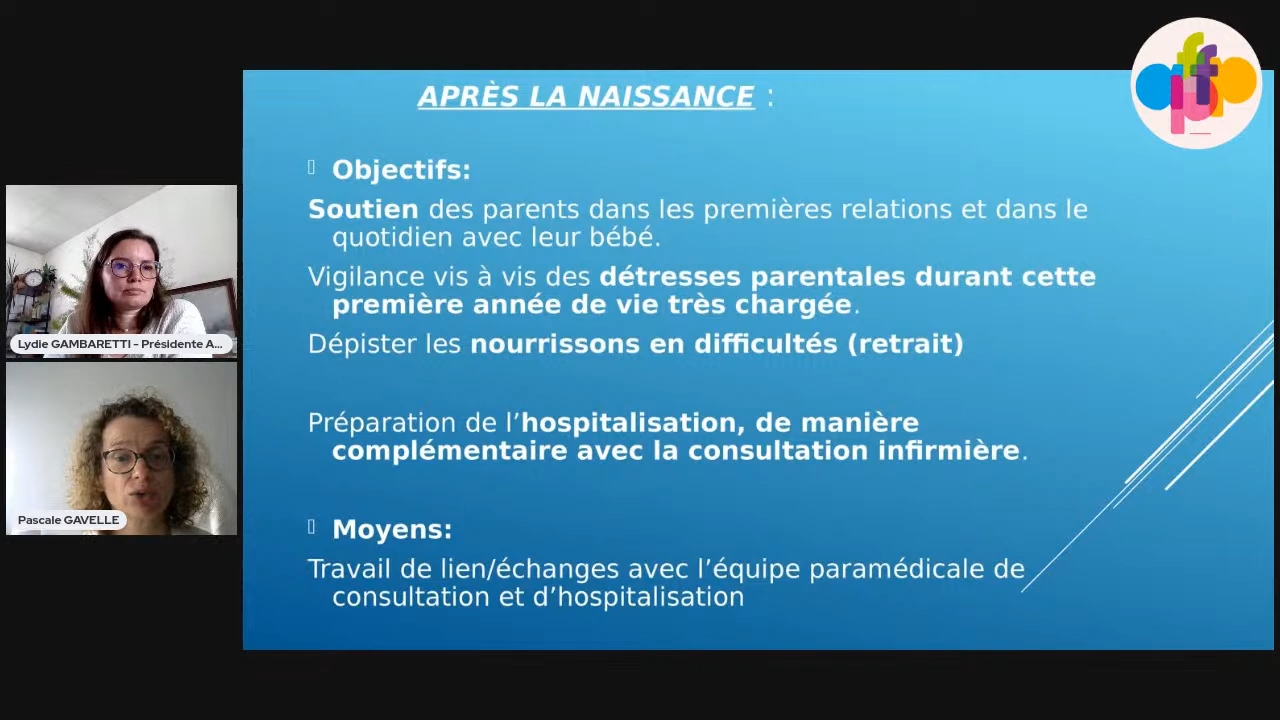 APRÈS LA NAISSANCE :
Objectifs:
Soutien des parents dans les premières relations et dans le
quotidien avec leur bébé.
Vigilance vis à vis des détresses parentales durant cette
première année de vie très chargée.
Dépister les nourrissons en difficultés (retrait)
Préparation de l’hospitalisation, de manière
complémentaire avec la consultation infirmière.
Moyens:
Travail de lien/échanges avec l’équipe paramédicale de
consultation et d’hospitalisation
Lydie GAMBARETTI - Présidente A...
Pascale GAVELLE